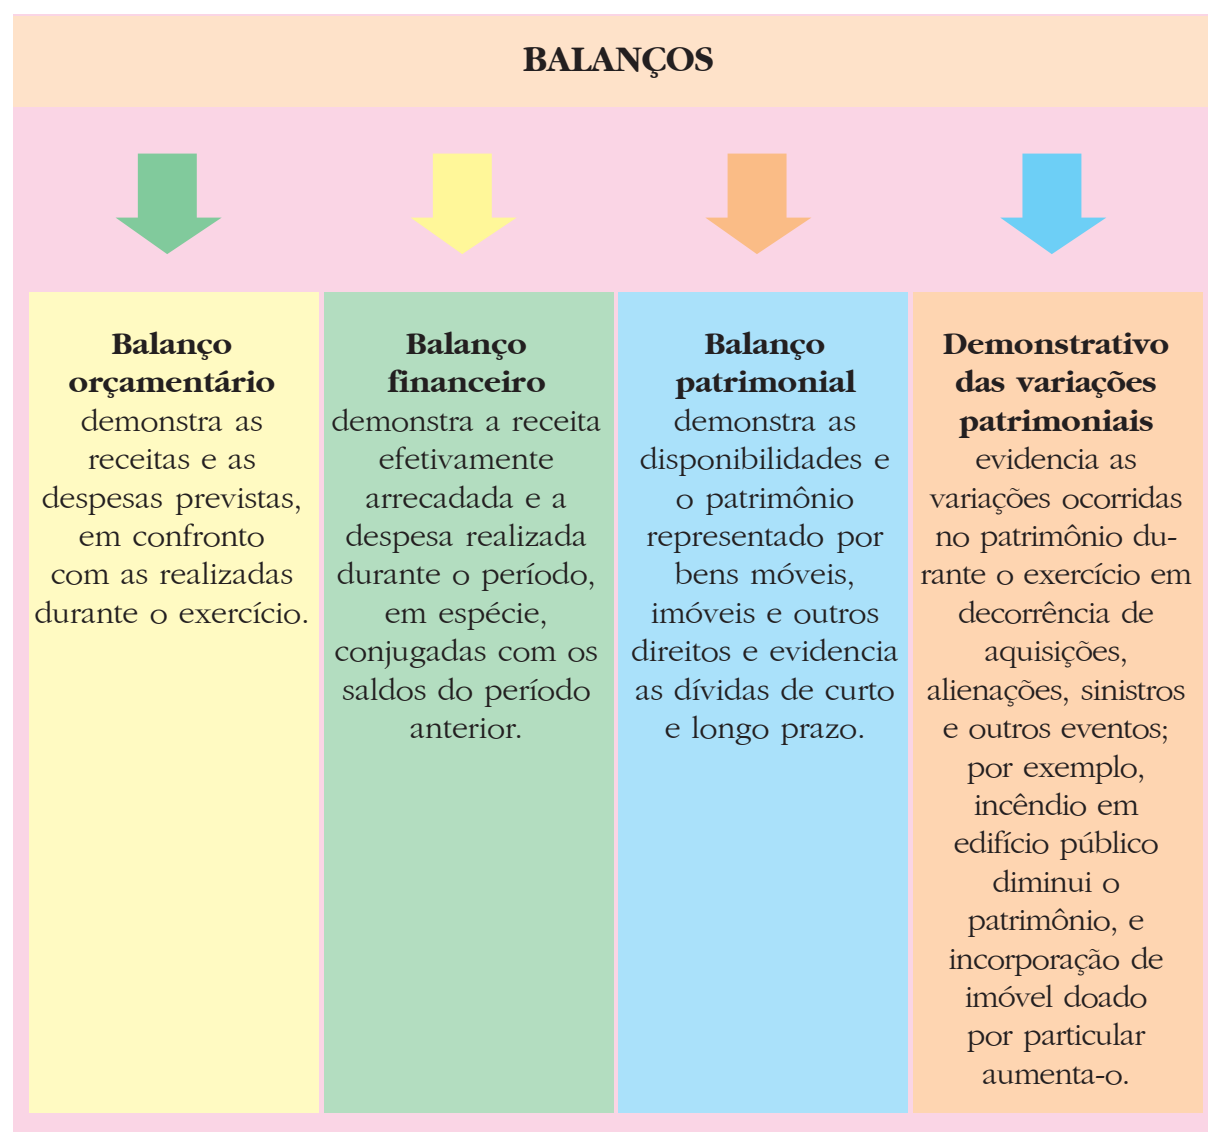 BALANÇOS
Balanço
orçamentário
demonstra as
receitas e as
despesas previstas,
em confronto
com as realizadas
durante o exercício.
Balanço
financeiro
demonstra a receita
efetivamente
arrecadada e a
despesa realizada
durante o período,
em espécie,
conjugadas com os
saldos do período
anterior.
Balanço
patrimonial
demonstra as
disponibilidades e
o patrimônio
representado por
bens móveis,
imóveis e outros
direitos e evidencia
as dívidas de curto
e longo prazo.
Demonstrativo
das variações
patrimoniais
evidencia as
variações ocorridas
no patrimônio du-
rante o exercício em
decorrência de
aquisições,
alienações, sinistros
e outros eventos;
por exemplo,
incêndio em
edifício público
diminui o
patrimônio, e
incorporação de
imóvel doado
por particular
aumenta-o.